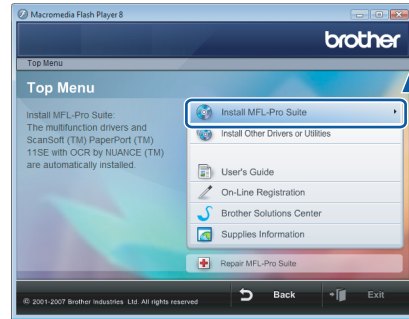 Macromedia Flash Player 8
brother
Top Menu
Top Menu
Install MFL-Pro Suite:
The multifunction drivers and
ScanSoft (TM) PaperPort (TM)
11SE with OCR by NUANCE (TM)
are automatically installed.
Install MFL-Pro Suite
Install Other Drivers or Utilities
User's Guide
On-Line Registration
Brother Solutions Center
Supplies Information
Repair MFL-Pro Suite
© 2001-2007 Brother Industries Ltd. All rights reserved
Back
Exit